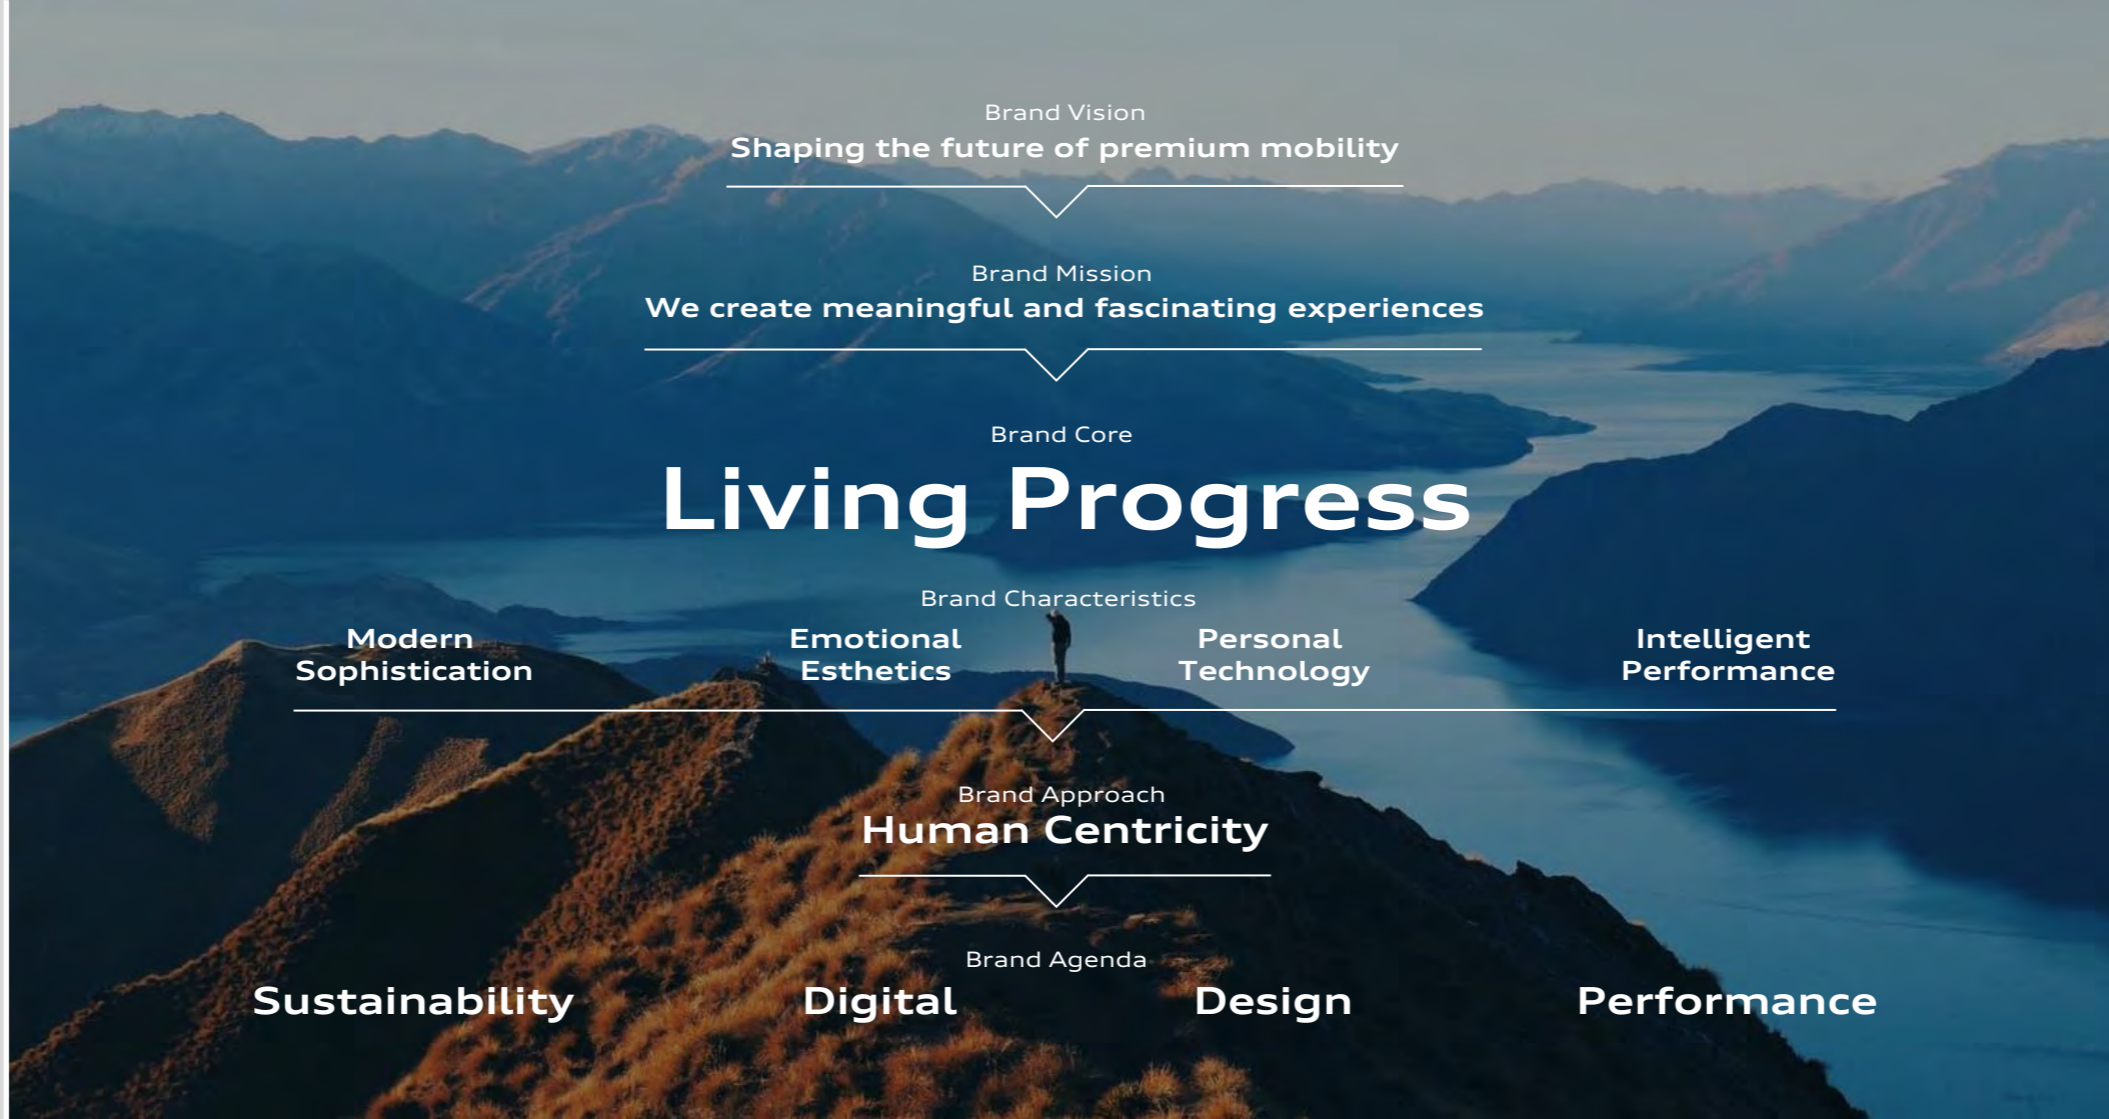 Brand Vision
Shaping the future of premium mobility
Brand Mission
We create meaningful and fascinating experiences
Brand Core
Living Progress
Brand Characteristics
Modern
Sophistication
Emotional
Esthetics
Personal
Technology
Intelligent
Performance
Brand Approach
Human Centricity
Brand Agenda
Sustainability
Digital
Design
Performance